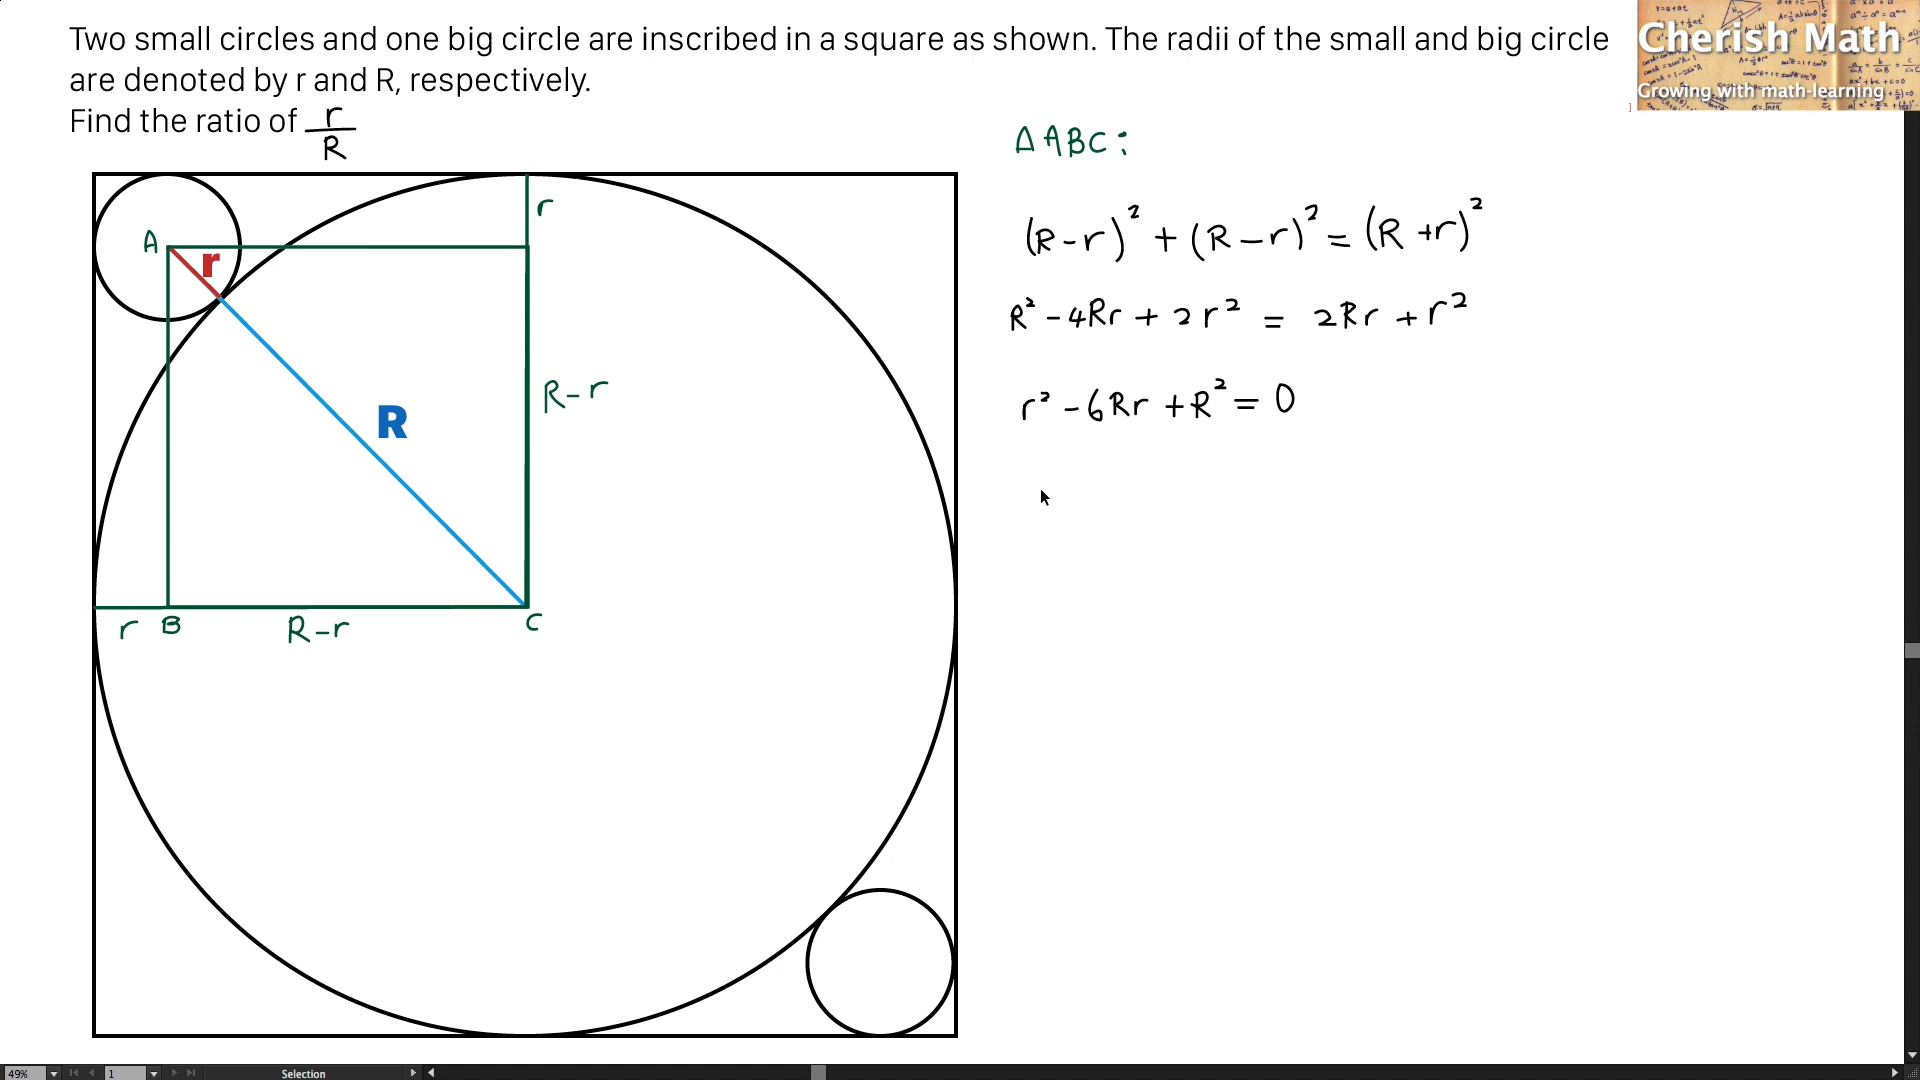 Two small circles and one big circle are inscribed in a square as shown. The radii of the small and big circle
are denoted by r and R, respectively.
Find the ratio of r/R
Cherish Math
Growing with math-learning
ΔABC:
(R-r)² + (R-r)² = (R+r)²
R² - 4Rr + 2r² = 2Rr + r²
r² - 6Rr + R² = 0
r
A
r
R-r
R
r
B
R-r
C
49%
1
Selection